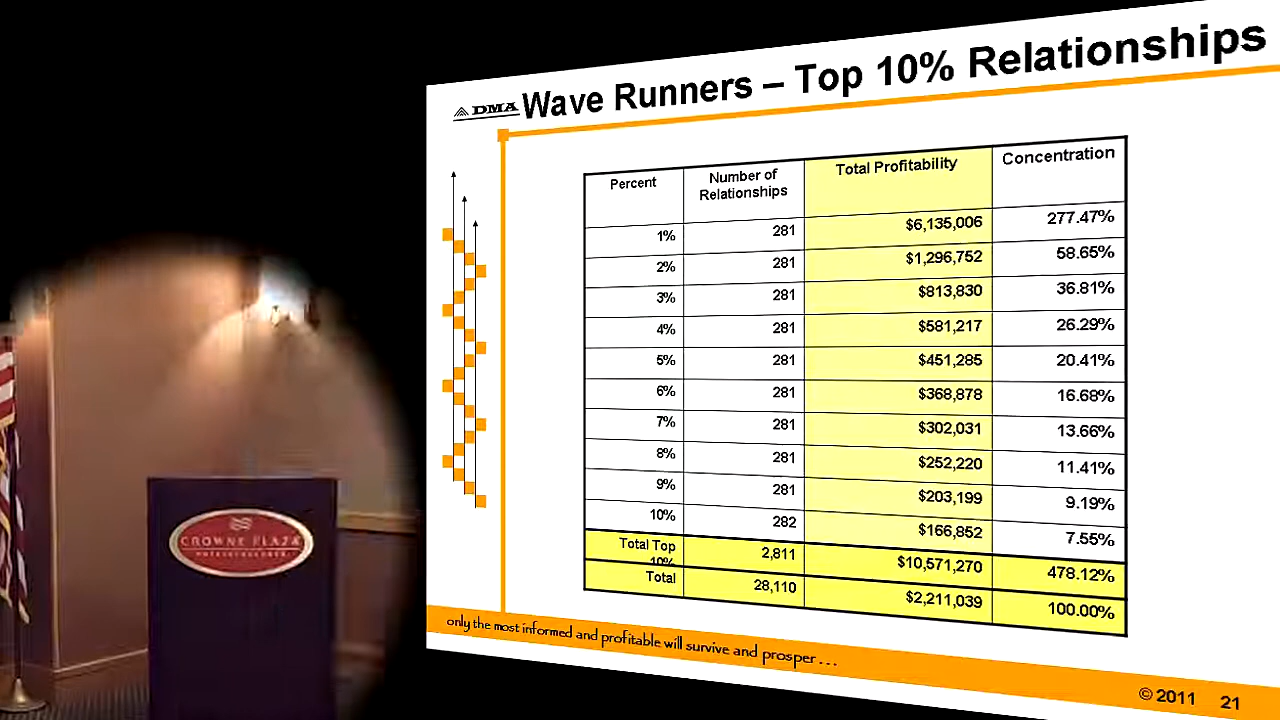 DMA Wave Runners – Top 10% Relationships
Percent Number of Relationships Total Profitability Concentration
1% 281 $6,135,006 277.47%
2% 281 $1,296,752 58.65%
3% 281 $813,830 36.81%
4% 281 $581,217 26.29%
5% 281 $451,285 20.41%
6% 281 $368,878 16.68%
7% 281 $302,031 13.66%
8% 281 $252,220 11.41%
9% 281 $203,199 9.19%
10% 282 $166,852 7.55%
Total Top 10% 2,811 $10,571,270 478.12%
Total 28,110 $2,211,039 100.00%
only the most informed and profitable will survive and prosper . . .
© 2011 21
CROWNE PLAZA